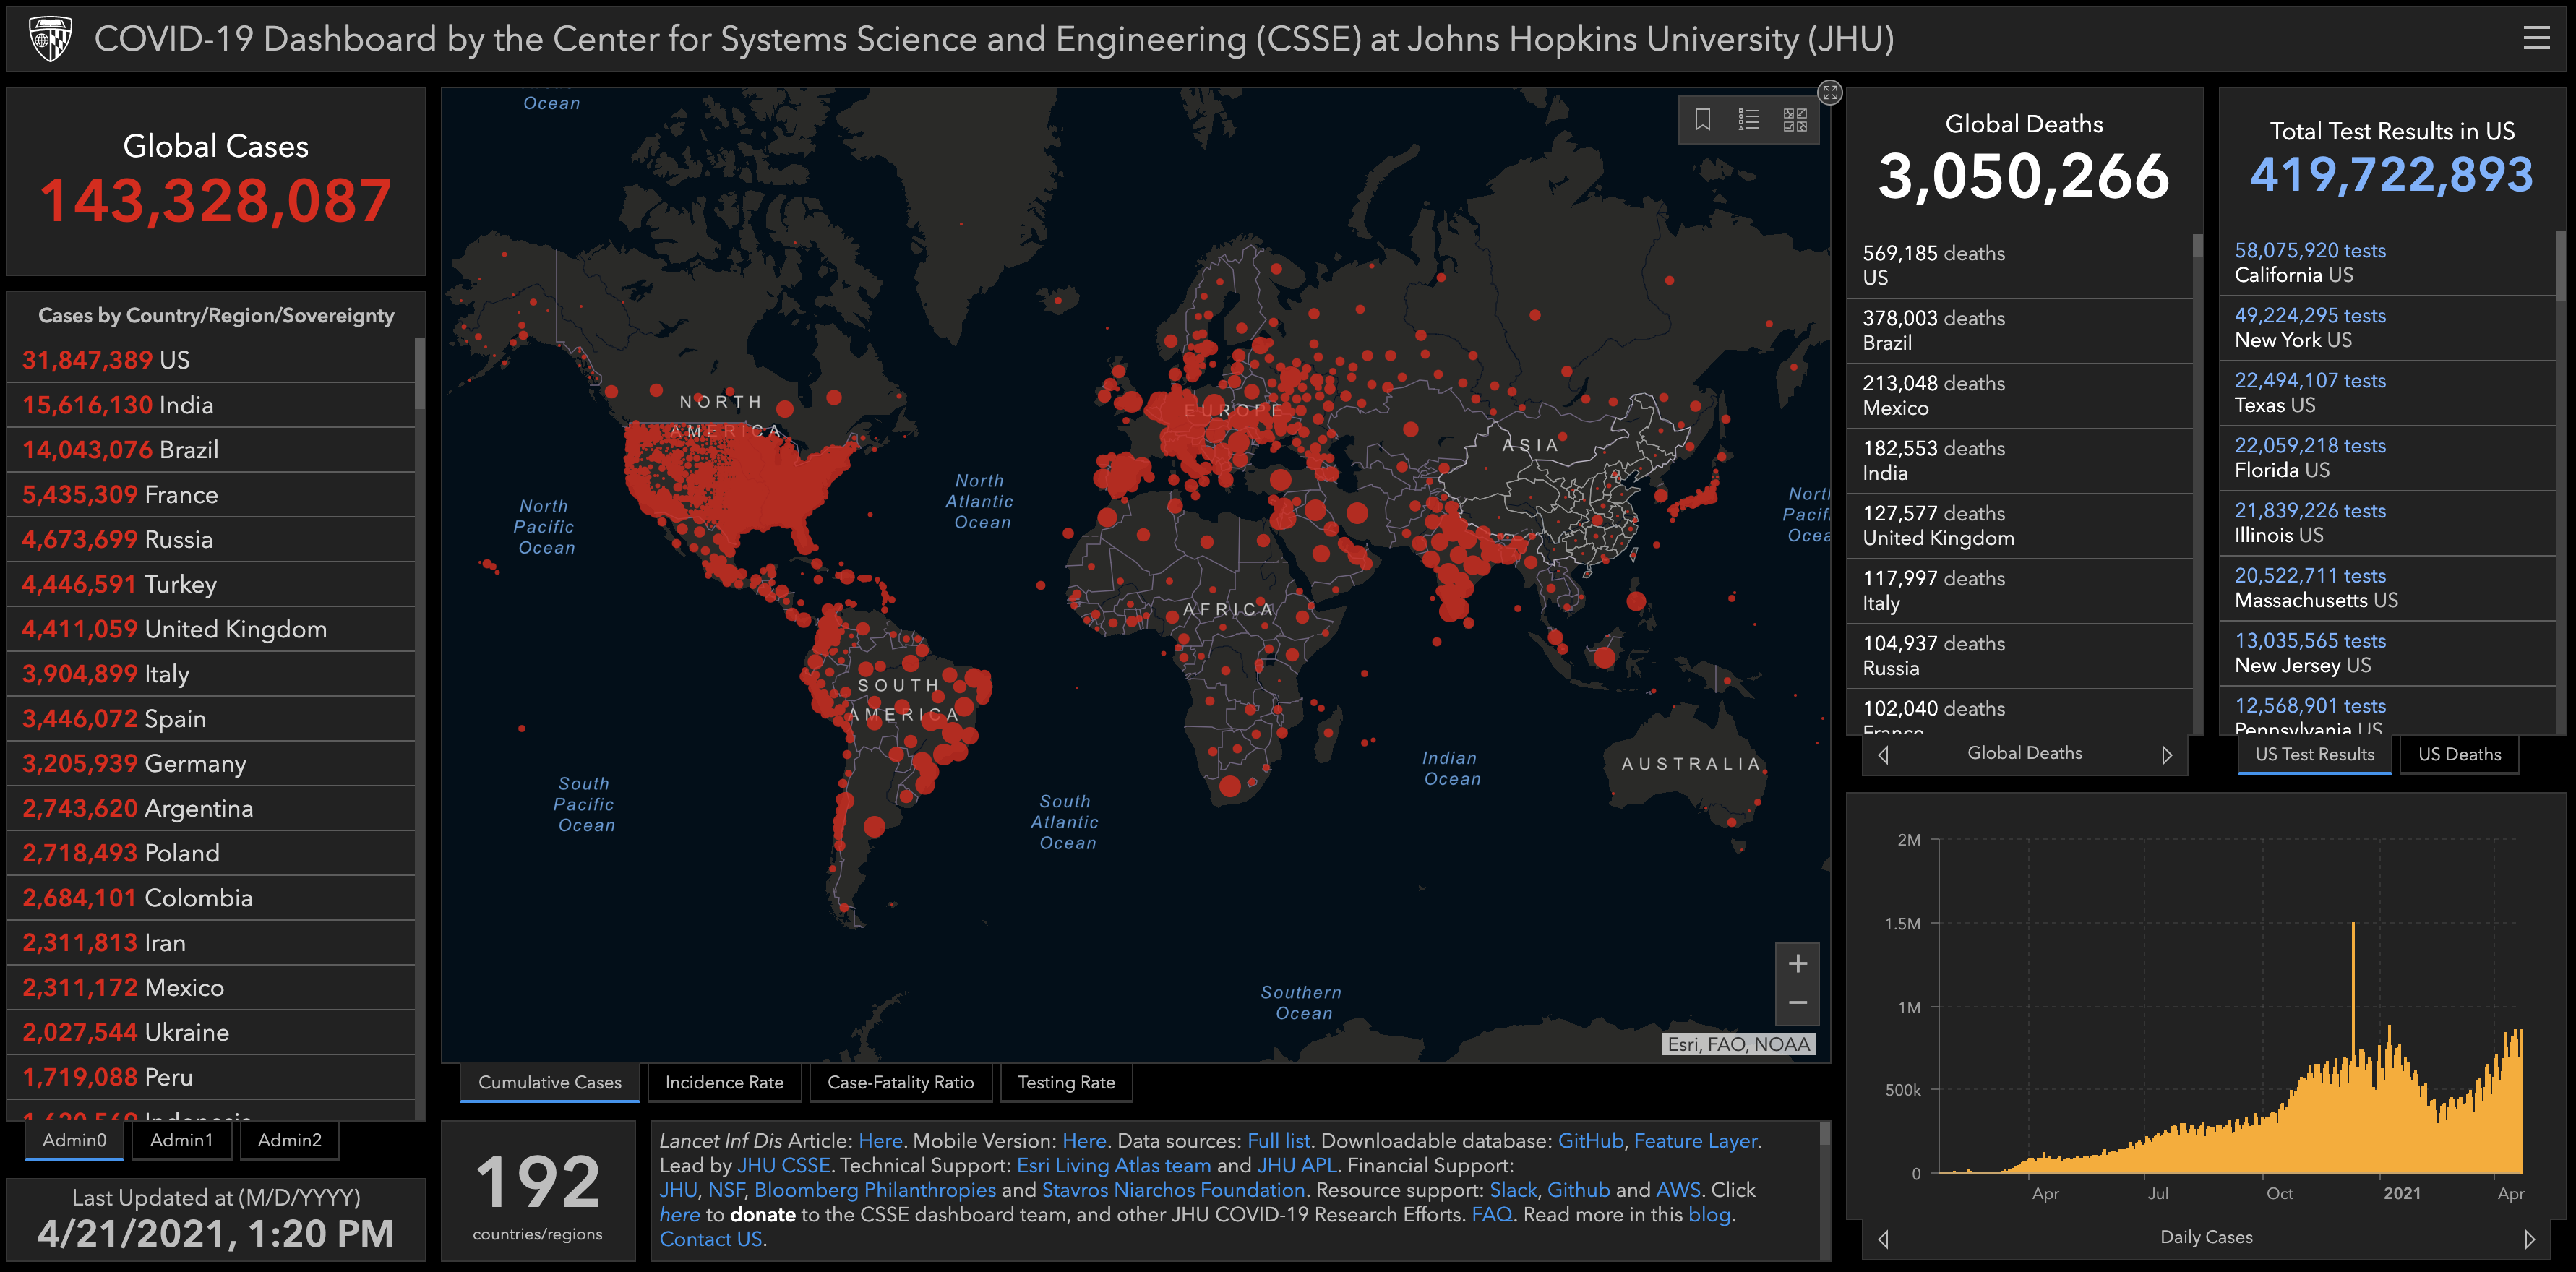 COVID-19 Dashboard by the Center for Systems Science and Engineering (CSSE) at Johns Hopkins University (JHU)
Global Cases
143,328,087
Cases by Country/Region/Sovereignty
31,847,389 US
15,616,130 India
14,043,076 Brazil
5,435,309 France
4,673,699 Russia
4,446,591 Turkey
4,411,059 United Kingdom
3,904,899 Italy
3,446,072 Spain
3,205,939 Germany
2,743,620 Argentina
2,718,493 Poland
2,684,101 Colombia
2,311,813 Iran
2,311,172 Mexico
2,027,544 Ukraine
1,719,088 Peru
Indonesia
Admin0
Admin1
Admin2
Last Updated at (M/D/YYYY)
4/21/2021, 1:20 PM
Ocean
NORTH
AMERICA
EUROPE
ASIA
North
Pacific
Ocean
North
Atlantic
Ocean
AFRICA
SOUTH
AMERICA
AUSTRALIA
Indian
Ocean
South
Pacific
Ocean
South
Atlantic
Ocean
Southern
Ocean
Esri, FAO, NOAA
Cumulative Cases
Incidence Rate
Case-Fatality Ratio
Testing Rate
192
countries/regions
Lancet Inf Dis Article: Here. Mobile Version: Here. Data sources: Full list. Downloadable database: GitHub, Feature Layer.
Lead by JHU CSSE. Technical Support: Esri Living Atlas team and JHU APL. Financial Support:
JHU, NSF, Bloomberg Philanthropies and Stavros Niarchos Foundation. Resource support: Slack, Github and AWS. Click
here to donate to the CSSE dashboard team, and other JHU COVID-19 Research Efforts. FAQ. Read more in this blog.
Contact US.
Global Deaths
3,050,266
569,185 deaths
US
378,003 deaths
Brazil
213,048 deaths
Mexico
182,553 deaths
India
127,577 deaths
United Kingdom
117,997 deaths
Italy
104,937 deaths
Russia
102,040 deaths
France
Global Deaths
Total Test Results in US
419,722,893
58,075,920 tests
California US
49,224,295 tests
New York US
22,494,107 tests
Texas US
22,059,218 tests
Florida US
21,839,226 tests
Illinois US
20,522,711 tests
Massachusetts US
13,035,565 tests
New Jersey US
12,568,901 tests
Pennsylvania US
US Test Results
US Deaths
2M
1.5M
1M
500k
0
Apr
Jul
Oct
2021
Apr
Daily Cases